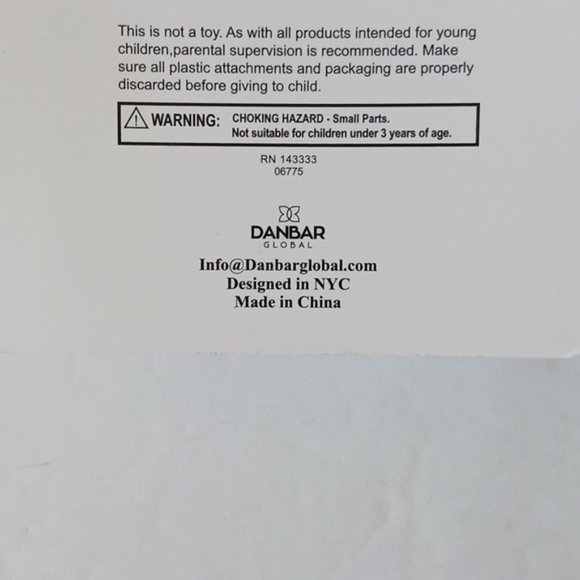 This is not a toy. As with all products intended for young
children,parental supervision is recommended. Make
sure all plastic attachments and packaging are properly
discarded before giving to child.
WARNING: CHOKING HAZARD - Small Parts.
Not suitable for children under 3 years of age.
RN 143333
06775
DANBAR
GLOBAL
Info@Danbarglobal.com
Designed in NYC
Made in China